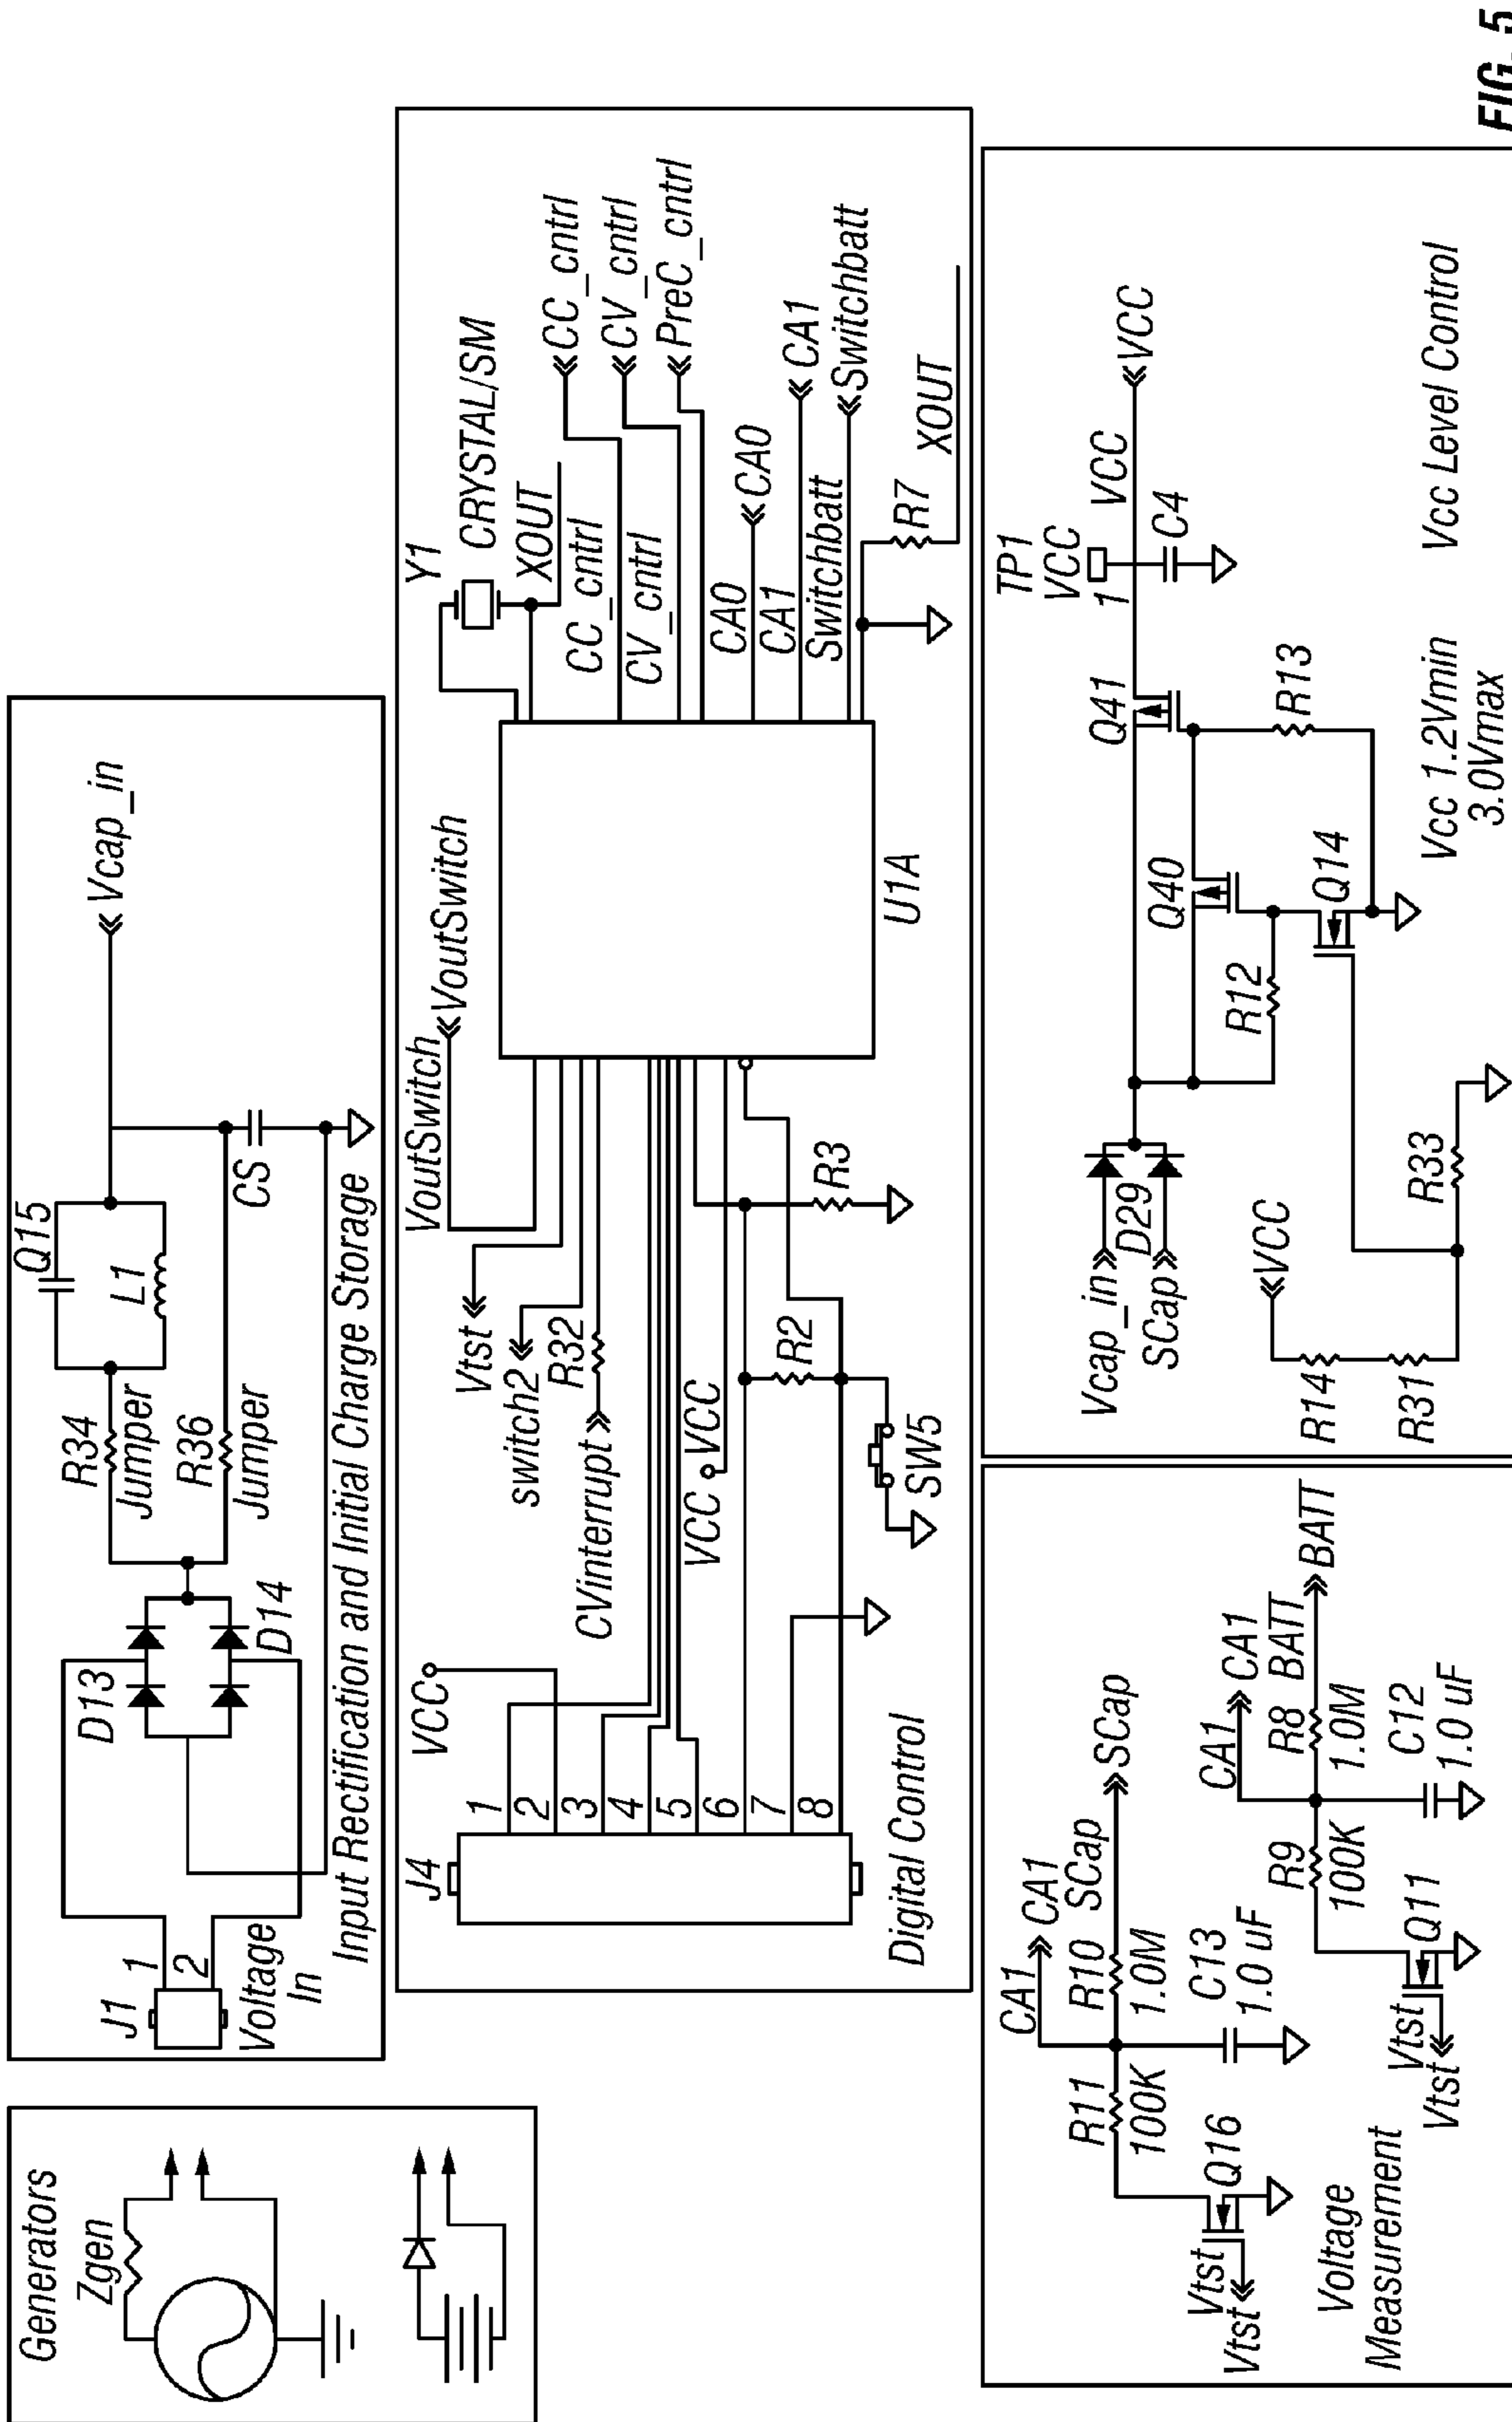 Generators
Zgen
J1
1
2
Voltage
In
D13
D14
R34
Jumper
R36
Jumper
Q15
L1
CS
Vcap_in
Input Rectification and Initial Charge Storage
J4
1
2
3
4
5
6
7
8
VCC
Digital Control
VoutSwitch
VoutSwitch
Vtst
switch2
R32
CVinterrupt
VCC
VCC
R2
R3
SW5
U1A
Y1
CRYSTAL/SM
XOUT
CC_cntrl
CC_cntrl
CV_cntrl
CV_cntrl
PreC_cntrl
CA0
CA0
CA1
CA1
Switchbatt
Switchbatt
R7
XOUT
Vtst
Vtst
Q16
R11
100K
CA1
CA1
R10
1.0M
SCap
SCap
C13
1.0 uF
Vtst
Vtst
Q11
R9
100K
CA1
CA1
R8
1.0M
BATT
BATT
C12
1.0 uF
Voltage
Measurement
Vcap_in
SCap
D29
VCC
R14
R31
R33
R12
Q40
Q14
Q41
R13
TP1
VCC
1
VCC
VCC
C4
Vcc 1.2Vmin
3.0Vmax
Vcc Level Control
FIG. 5